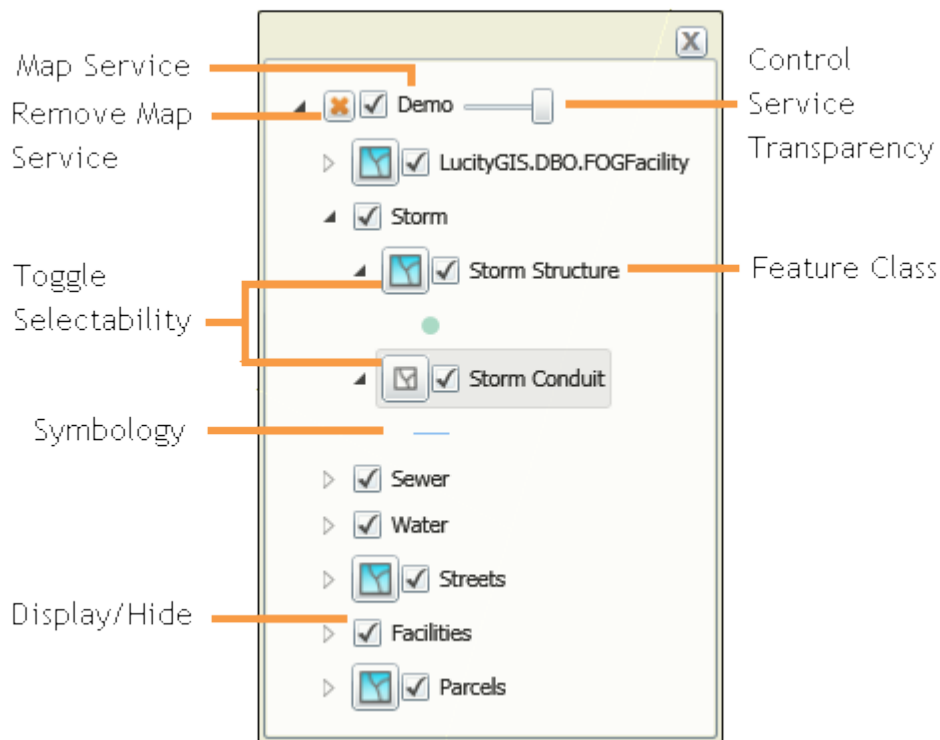 X
Map Service
Remove Map
Service
Toggle
Selectability
Symbology
Display/Hide
Demo
LucityGIS.DBO.FOGFacility
Storm
Storm Structure
Storm Conduit
Sewer
Water
Streets
Facilities
Parcels
Control
Service
Transparency
Feature Class